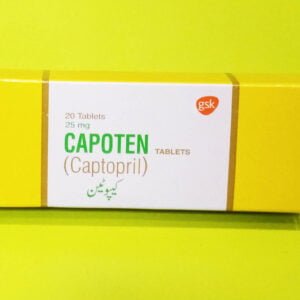 gsk
20 Tablets
25 mg
CAPOTEN TABLETS
(Captopril)
کیپوٹین